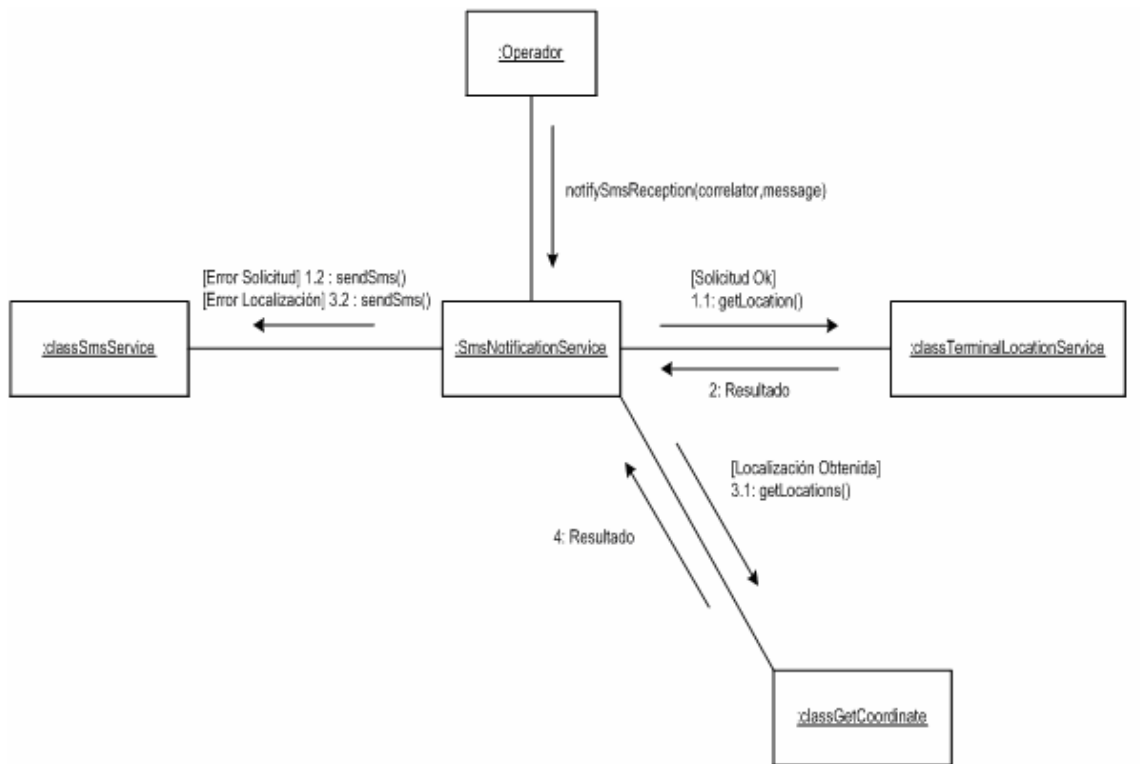 :Operador
notifySmsReception(correlator,message)
[Error Solicitud] 1.2 : sendSms()
[Error Localización] 3.2 : sendSms()
[Solicitud Ok]
1.1: getLocation()
:classSmsService
:SmsNotificationService
:classTerminalLocationService
2: Resultado
[Localización Obtenida]
3.1: getLocations()
4: Resultado
:classGetCoordinate